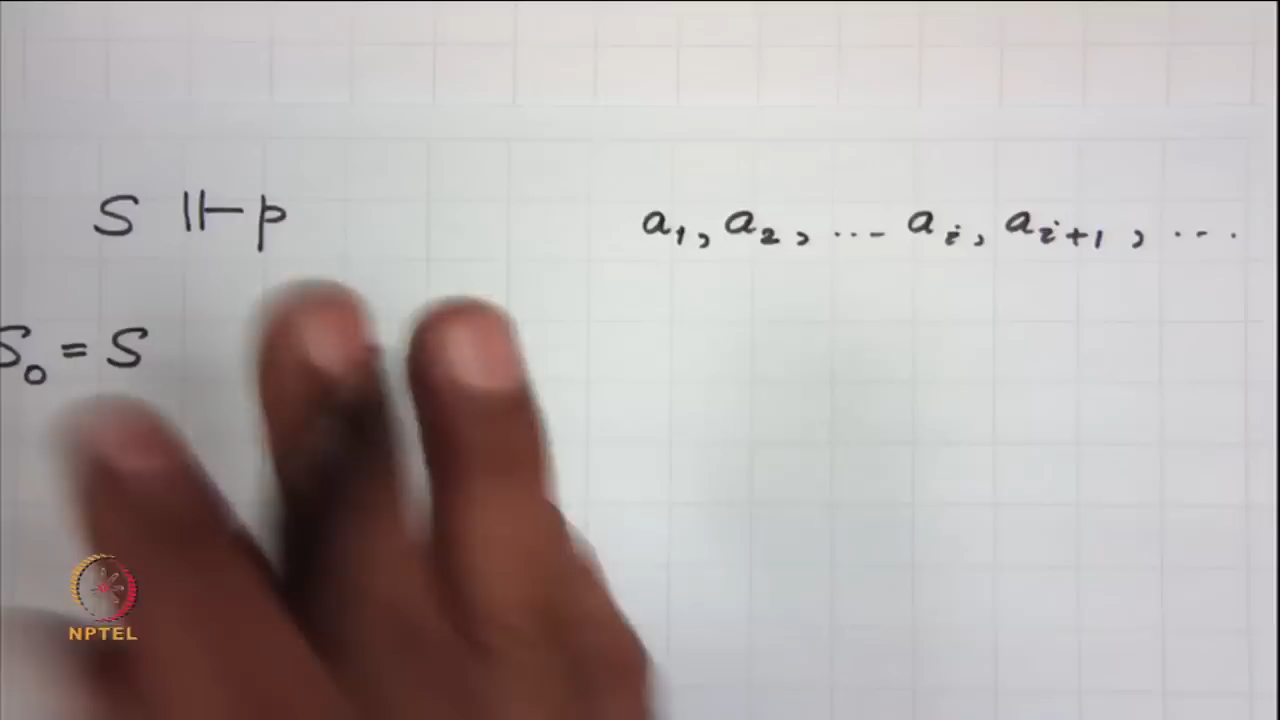 S ⊩ p a₁, a₂, ... aᵢ, aᵢ₊₁, ...
S₀ = S
NPTEL